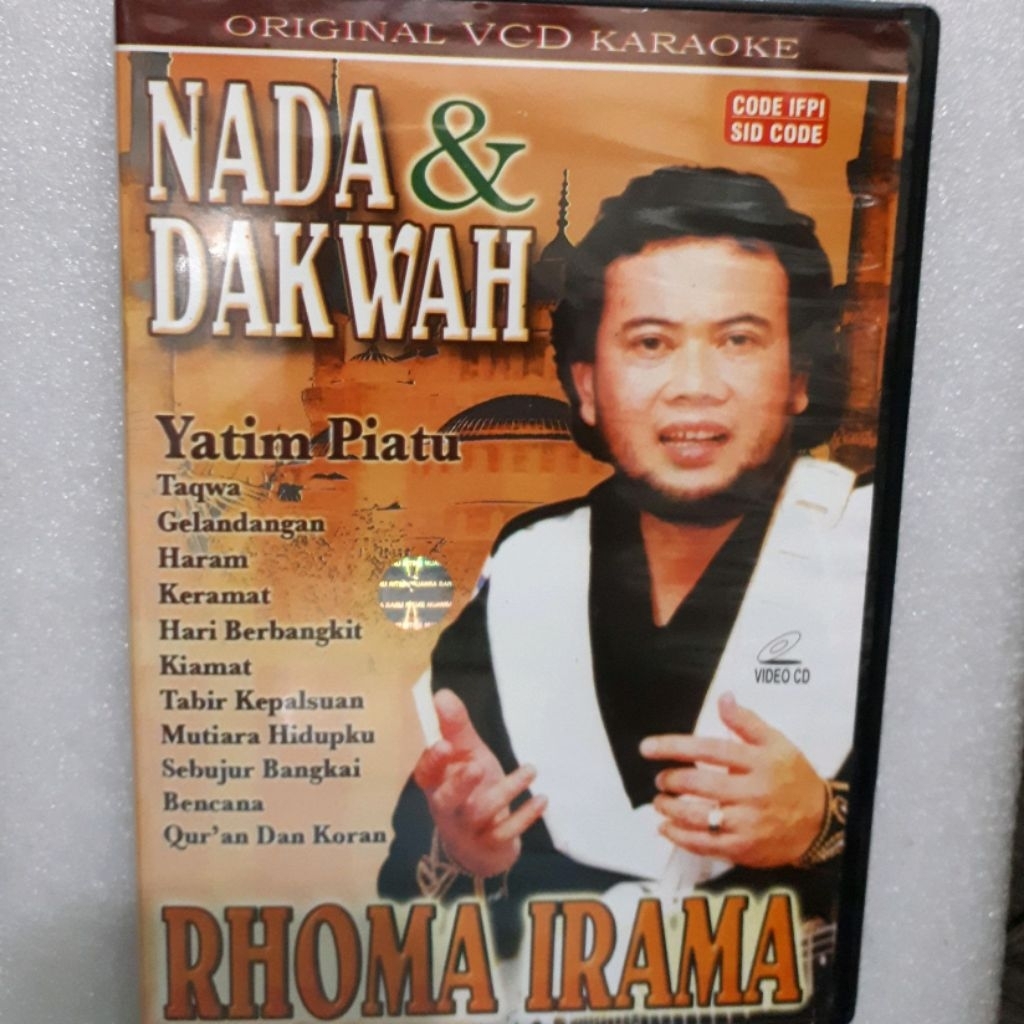 ORIGINAL VCD KARAOKE
NADA &
DAKWAH
CODE IFPI
SID CODE
Yatim Piatu
Taqwa
Gelandangan
Haram
Keramat
Hari Berbangkit
Kiamat
Tabir Kepalsuan
Mutiara Hidupku
Sebujur Bangkai
Bencana
Qur'an Dan Koran
VIDEO CD
RHOMA IRAMA